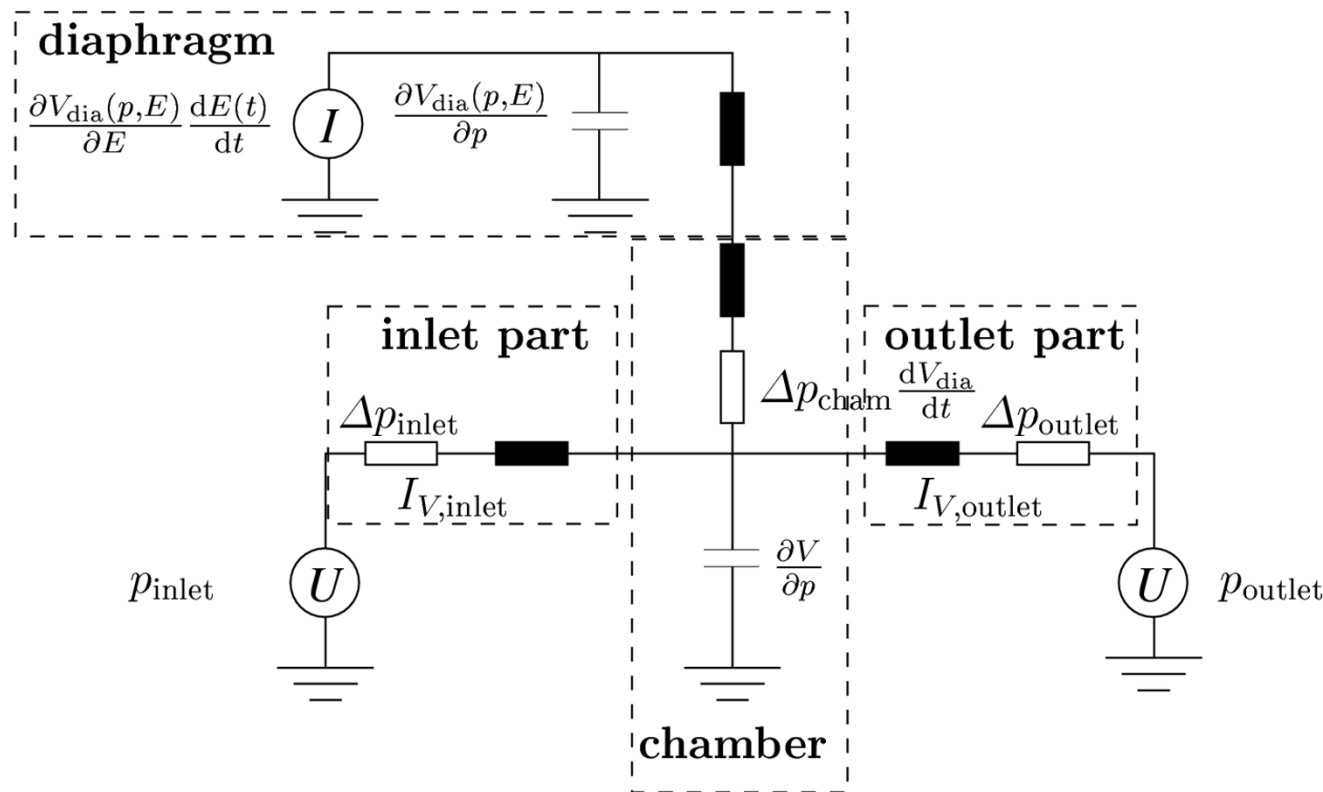 diaphragm
∂V_dia(p,E)/∂E dE(t)/dt
I
∂V_dia(p,E)/∂p
inlet part
outlet part
Δp_inlet
Δp_cham
dV_dia/dt
Δp_outlet
I_V,inlet
I_V,outlet
p_inlet
U
∂V/∂p
U
p_outlet
chamber